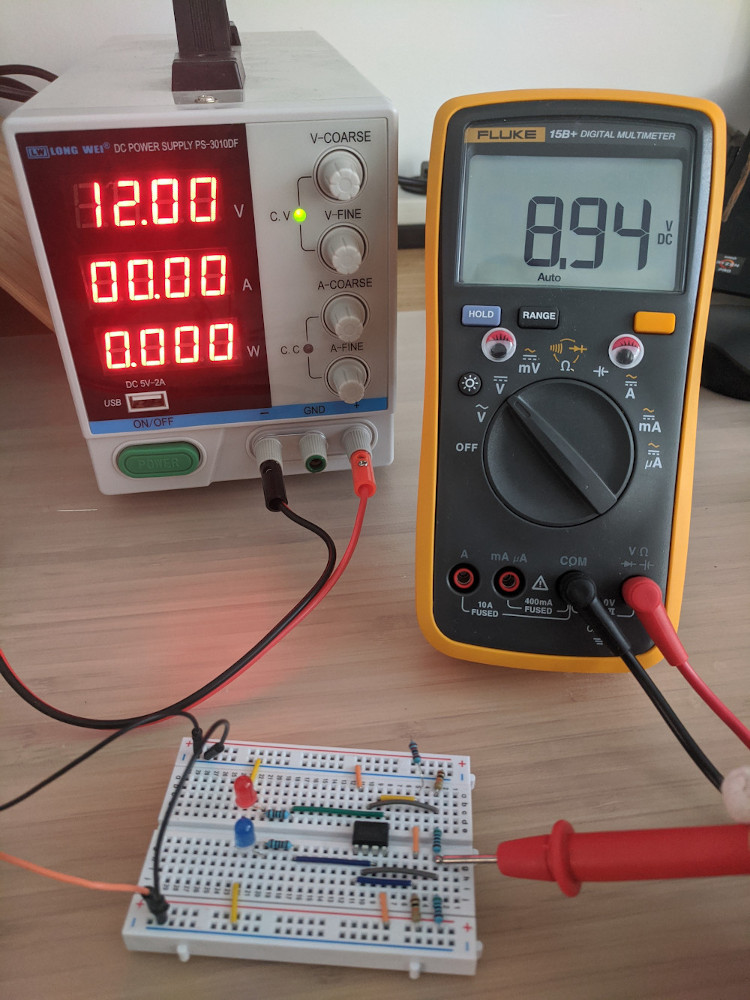 LW LONG WEI® DC POWER SUPPLY PS-3010DF
12.00 V
00.00 A
0.000 W
DC 5V-2A
USB
ON/OFF
POWER
V-COARSE
C.V
V-FINE
A-COARSE
C.C
A-FINE
− GND +
FLUKE 15B+ DIGITAL MULTIMETER
8.94 V DC
Auto
HOLD RANGE
mV Ω A
V
V mA
OFF µA
A mA µA COM V Ω
10A FUSED
400mA FUSED